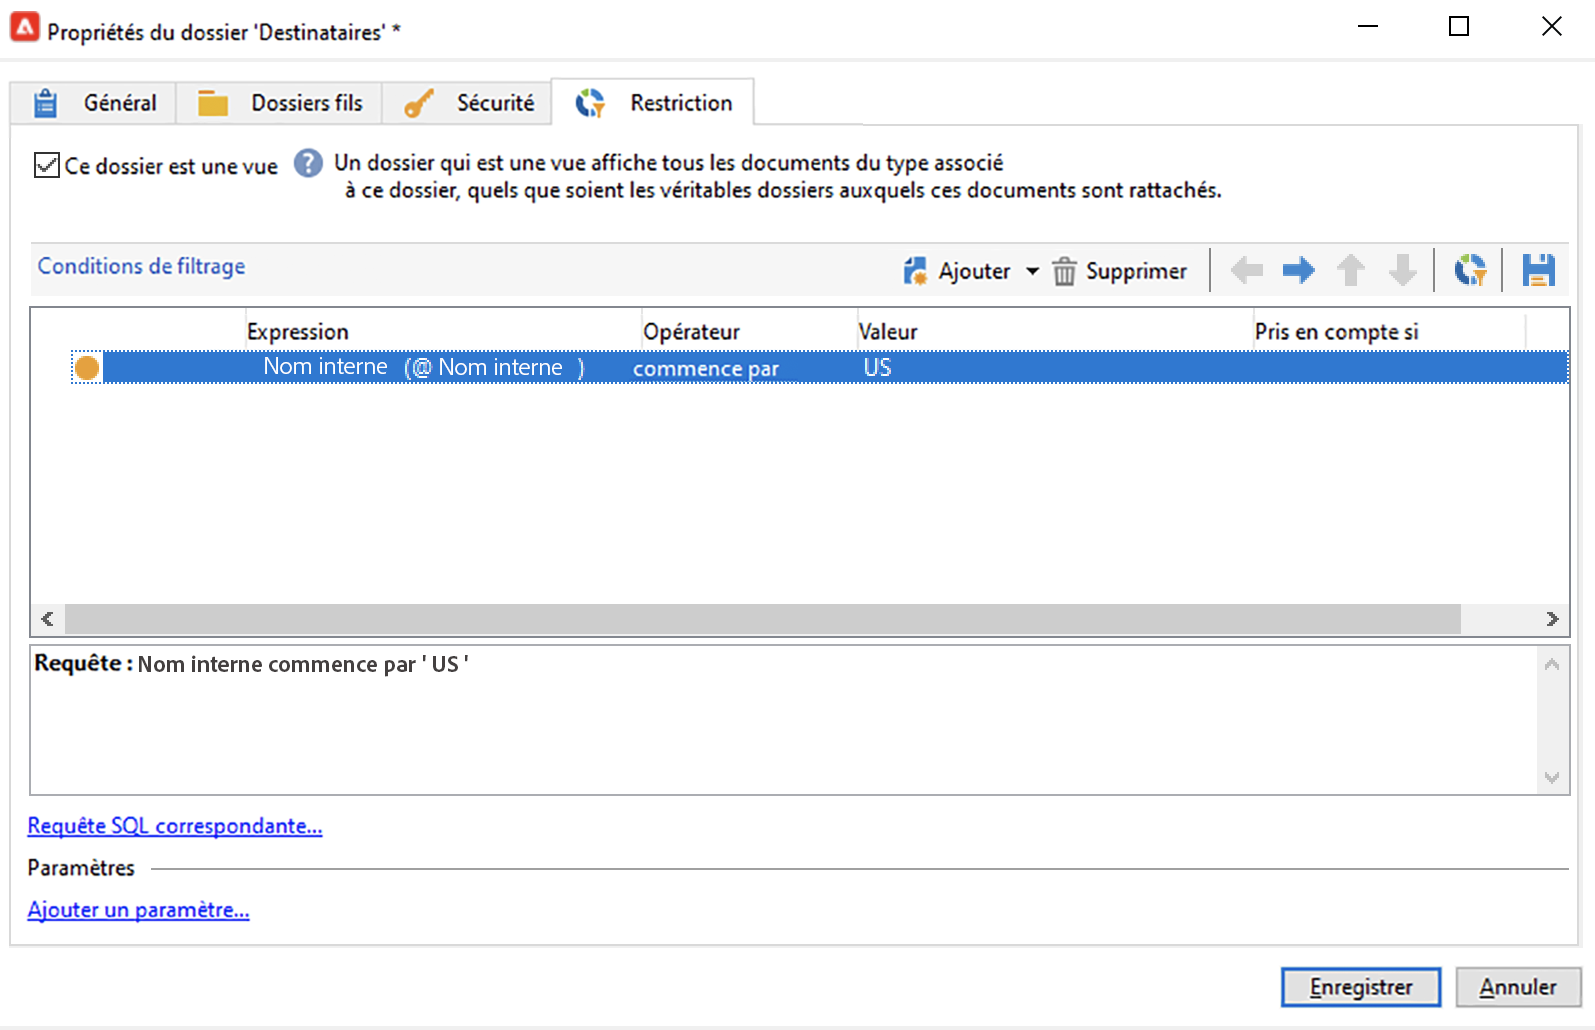 Propriétés du dossier 'Destinataires' *
Général Dossiers fils Sécurité Restriction
Ce dossier est une vue ? Un dossier qui est une vue affiche tous les documents du type associé
à ce dossier, quels que soient les véritables dossiers auxquels ces documents sont rattachés.
Conditions de filtrage Ajouter Supprimer
Expression Opérateur Valeur Pris en compte si
Nom interne (@ Nom interne ) commence par US
Requête : Nom interne commence par ' US '
Requête SQL correspondante...
Paramètres
Ajouter un paramètre...
Enregistrer Annuler